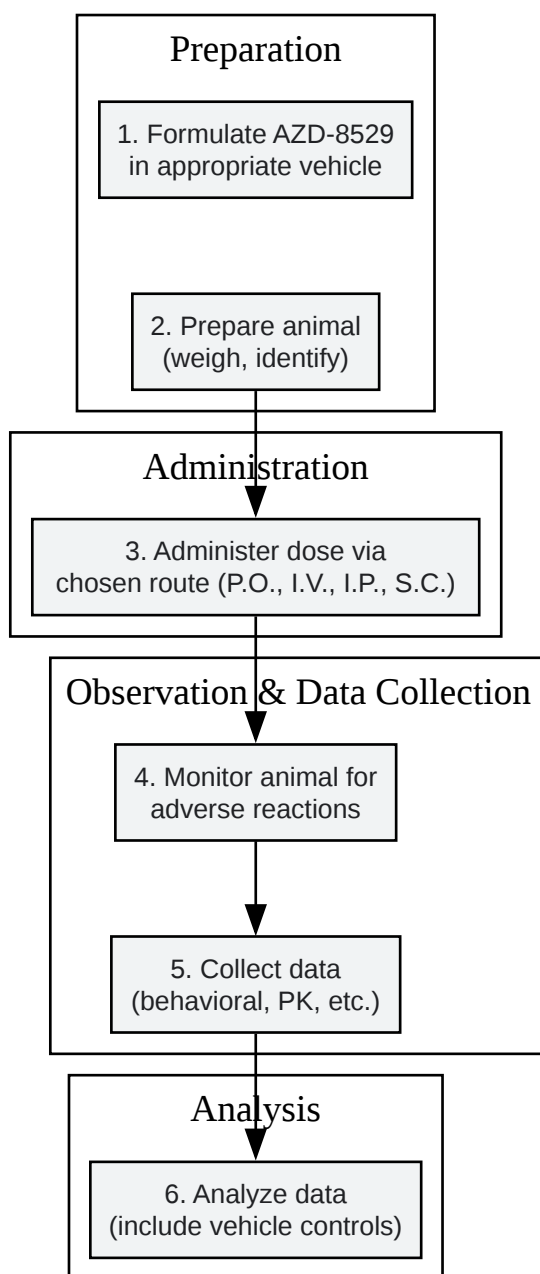 Preparation
1. Formulate AZD-8529
in appropriate vehicle
2. Prepare animal
(weigh, identify)
Administration
3. Administer dose via
chosen route (P.O., I.V., I.P., S.C.)
Observation & Data Collection
4. Monitor animal for
adverse reactions
5. Collect data
(behavioral, PK, etc.)
Analysis
6. Analyze data
(include vehicle controls)